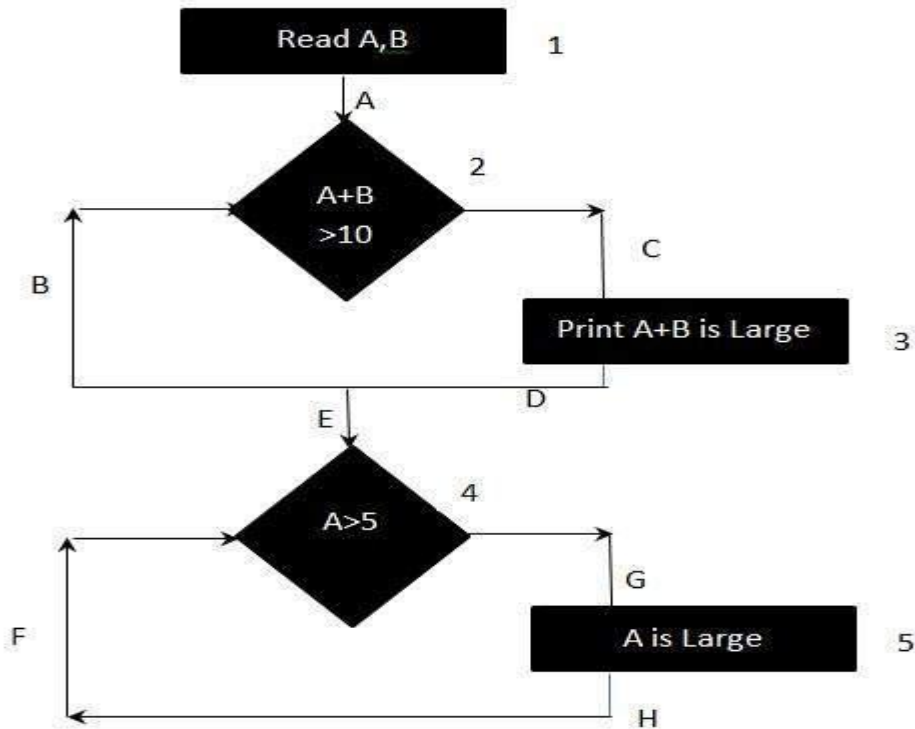 Read A,B
1
A
2
A+B
>10
C
B
Print A+B is Large
3
D
E
4
A>5
G
F
A is Large
5
H